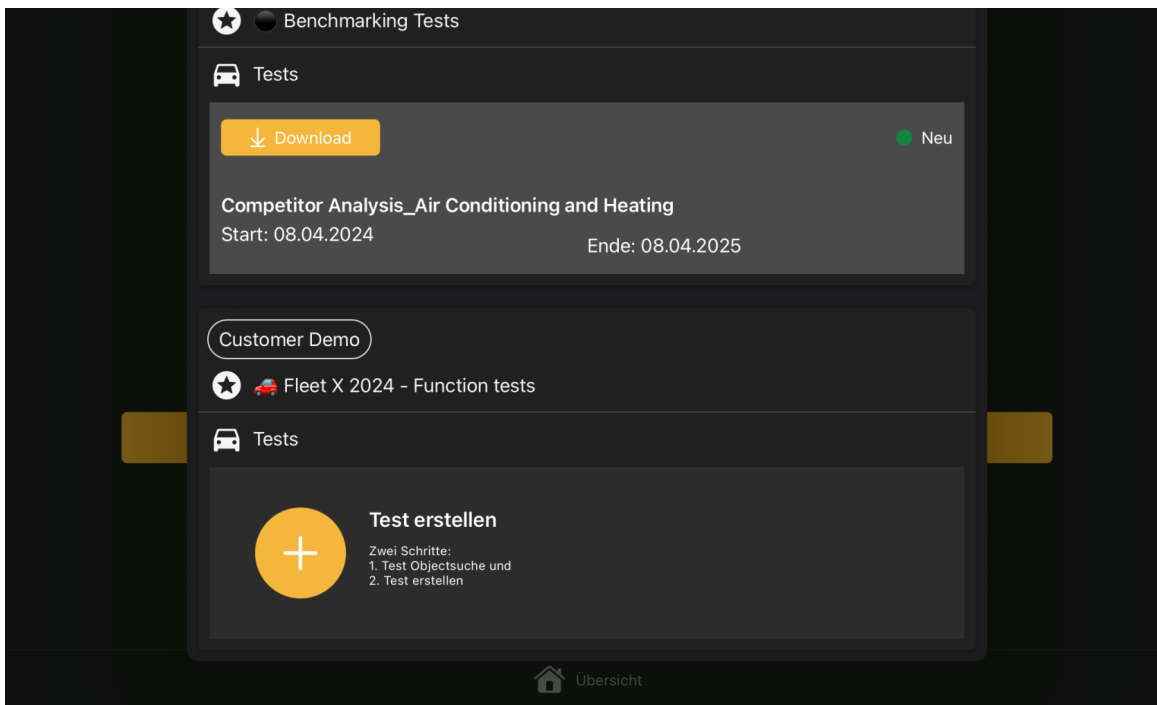 Benchmarking Tests
Tests
Download
Neu
Competitor Analysis_Air Conditioning and Heating
Start: 08.04.2024
Ende: 08.04.2025
Customer Demo
Fleet X 2024 - Function tests
Tests
Test erstellen
Zwei Schritte:
1. Test Objectsuche und
2. Test erstellen
Übersicht